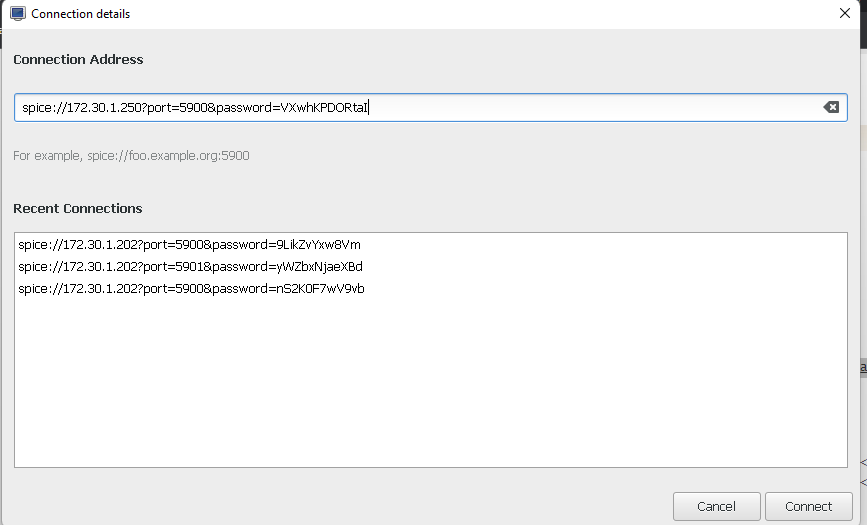 Connection details
Connection Address
spice://172.30.1.250?port=5900&password=VXwhKPDORtaI
For example, spice://foo.example.org:5900
Recent Connections
spice://172.30.1.202?port=5900&password=9LikZvYxw8Vm
spice://172.30.1.202?port=5901&password=yWZbxNjaeXBd
spice://172.30.1.202?port=5900&password=nS2K0F7wV9vb
Cancel
Connect